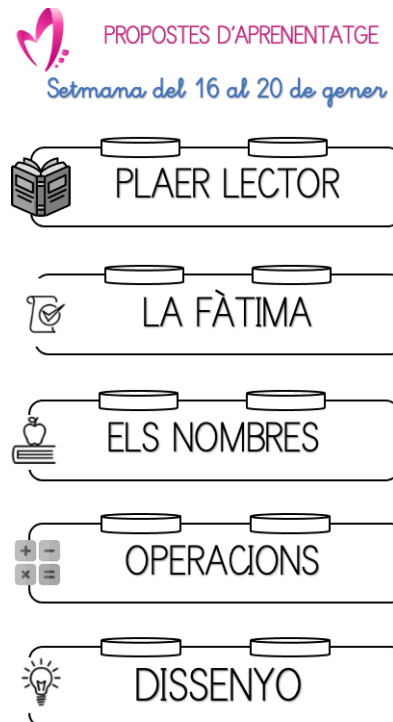 PROPOSTES D'APRENENTATGE
Setmana del 16 al 20 de gener
PLAER LECTOR
LA FÀTIMA
ELS NOMBRES
OPERACIONS
DISSENYO